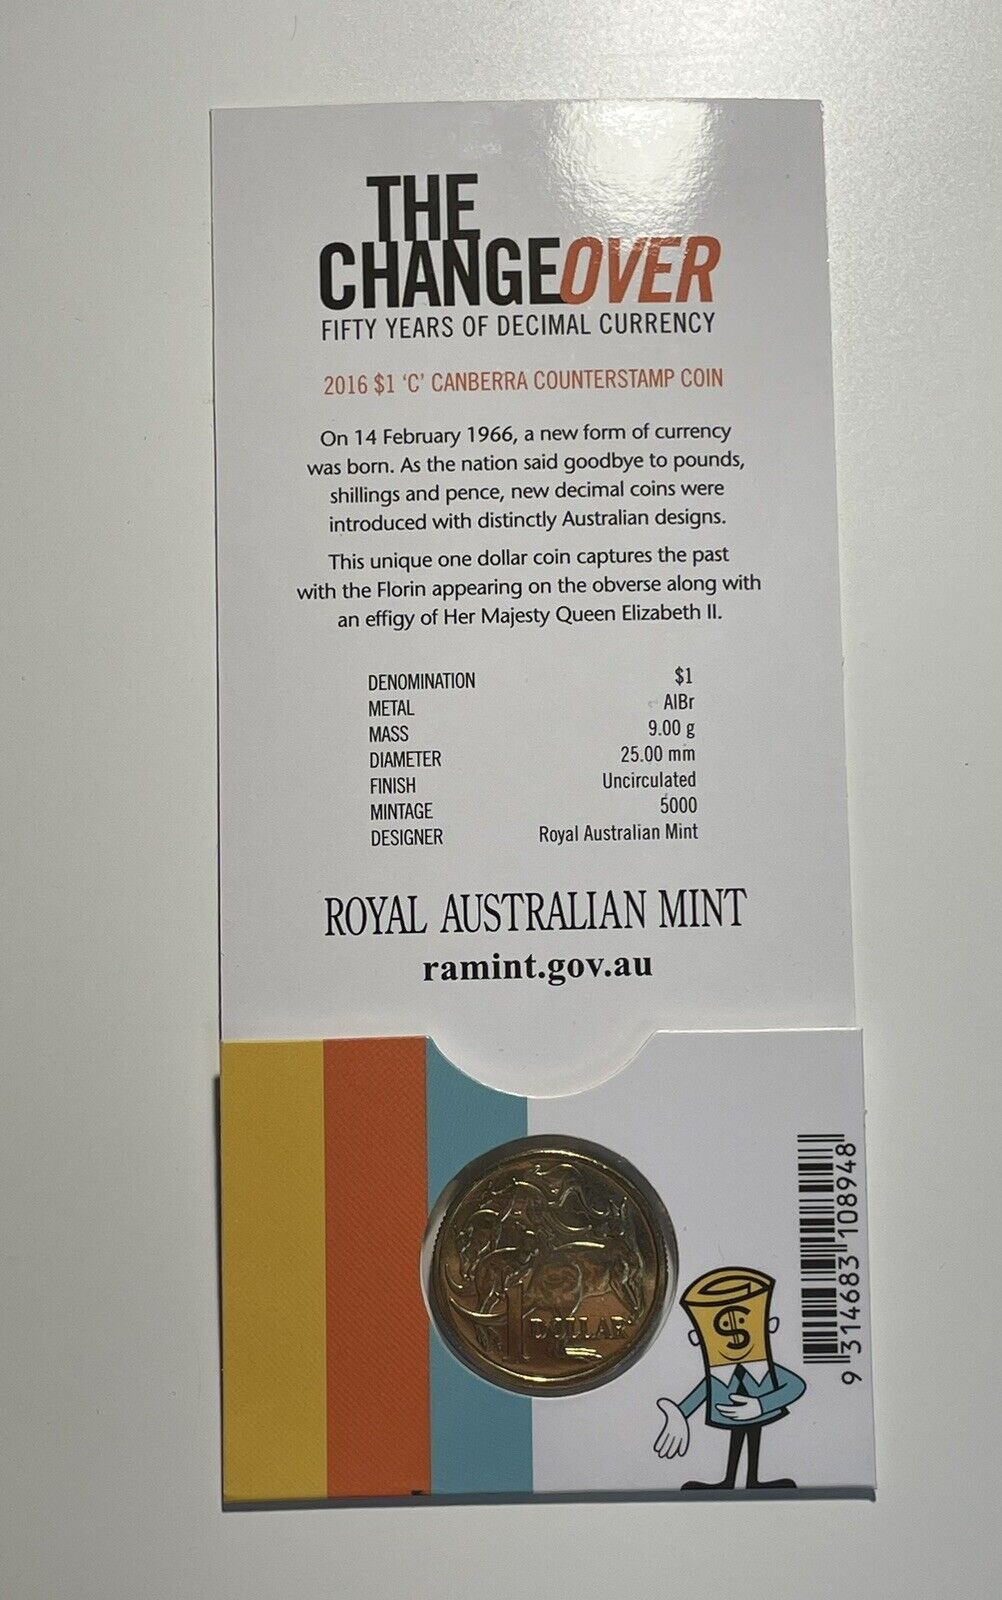 THE
CHANGEOVER
FIFTY YEARS OF DECIMAL CURRENCY
2016 $1 'C' CANBERRA COUNTERSTAMP COIN
On 14 February 1966, a new form of currency
was born. As the nation said goodbye to pounds,
shillings and pence, new decimal coins were
introduced with distinctly Australian designs.
This unique one dollar coin captures the past
with the Florin appearing on the obverse along with
an effigy of Her Majesty Queen Elizabeth II.
DENOMINATION $1
METAL AlBr
MASS 9.00 g
DIAMETER 25.00 mm
FINISH Uncirculated
MINTAGE 5000
DESIGNER Royal Australian Mint
ROYAL AUSTRALIAN MINT
ramint.gov.au
1 DOLLAR
$
9 314683 108948